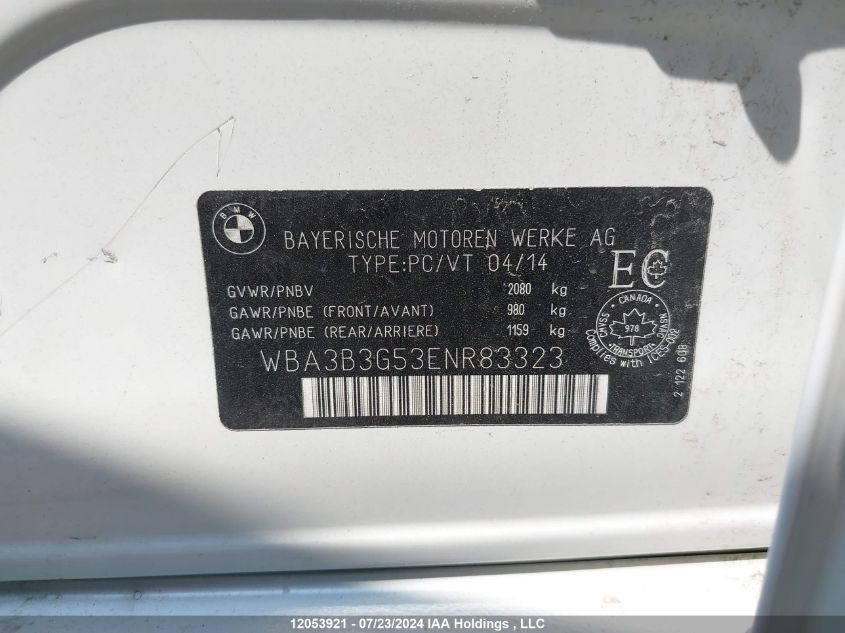 BMW
BAYERISCHE MOTOREN WERKE AG
TYPE:PC/VT 04/14
EC
GVWR/PNBV 2080 kg
GAWR/PNBE (FRONT/AVANT) 980 kg
GAWR/PNBE (REAR/ARRIERE) 1159 kg
CANADA
978
TRANSPORT
Complies with ICES-002
WBA3B3G53ENR83323
2 122 608
12053921 - 07/23/2024 IAA Holdings , LLC